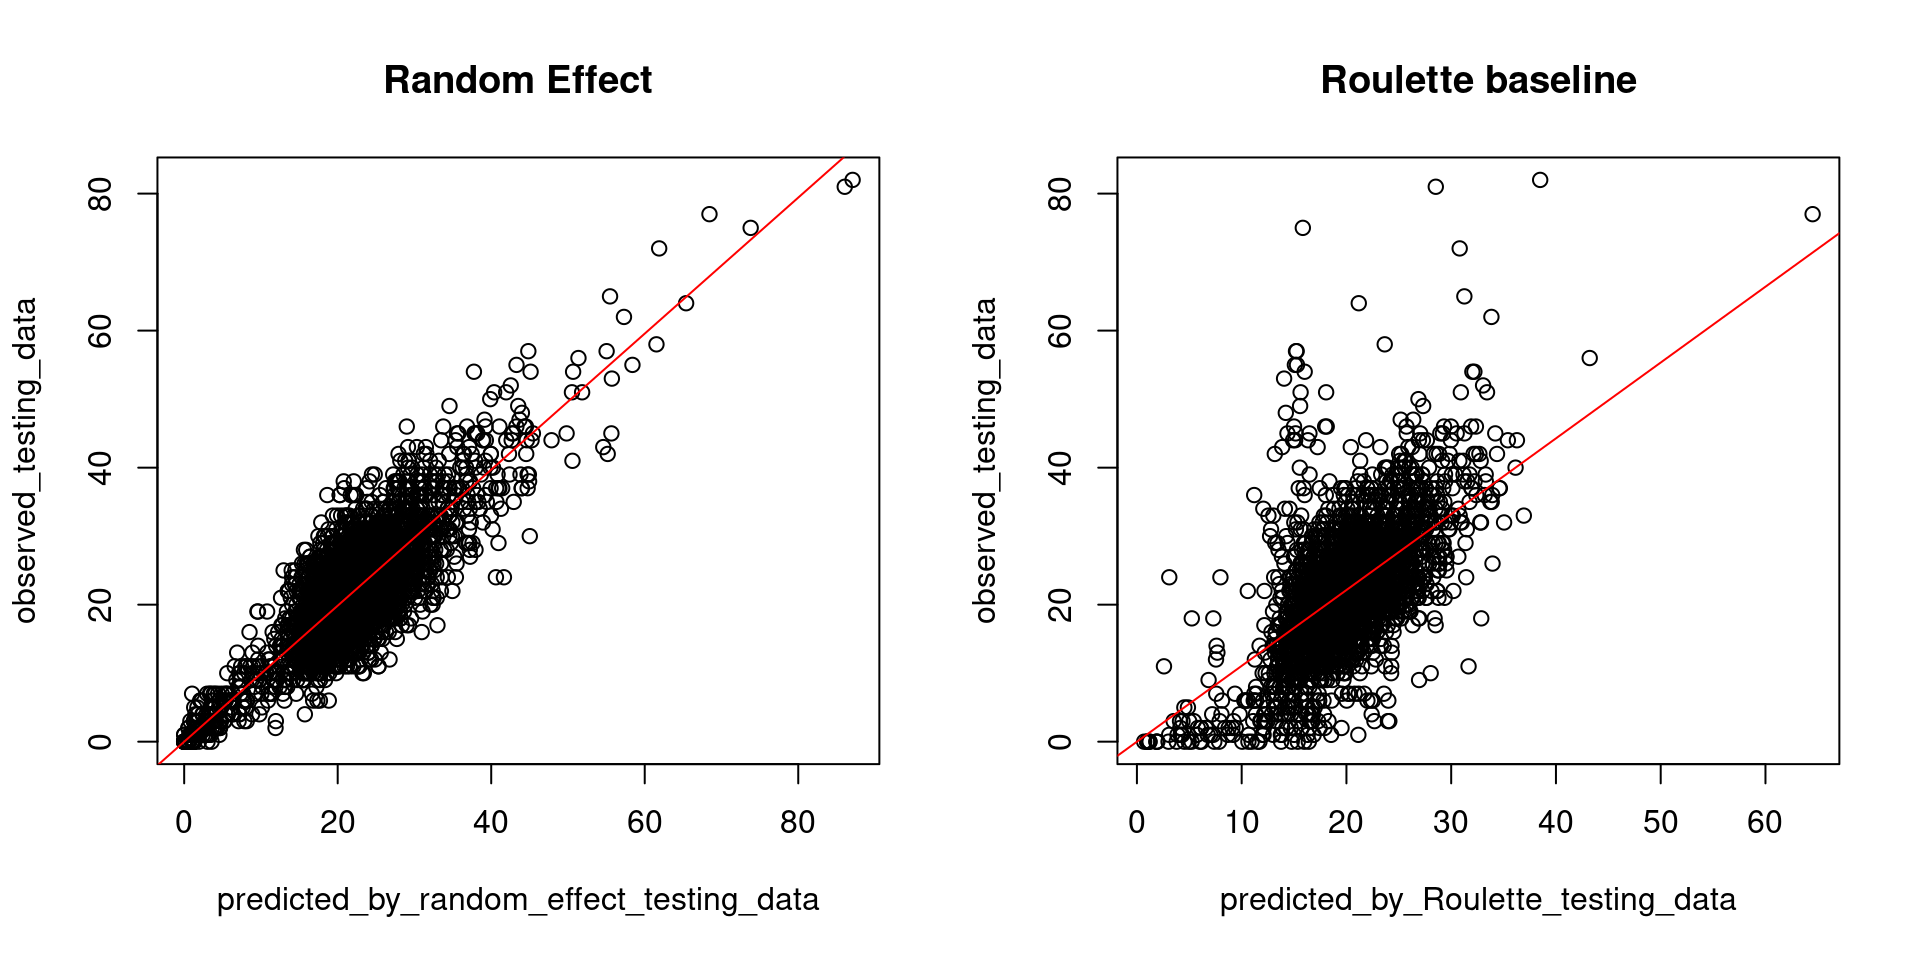 Random Effect
observed_testing_data
80
60
40
20
0
0 20 40 60 80
predicted_by_random_effect_testing_data
Roulette baseline
observed_testing_data
80
60
40
20
0
0 10 20 30 40 50 60
predicted_by_Roulette_testing_data